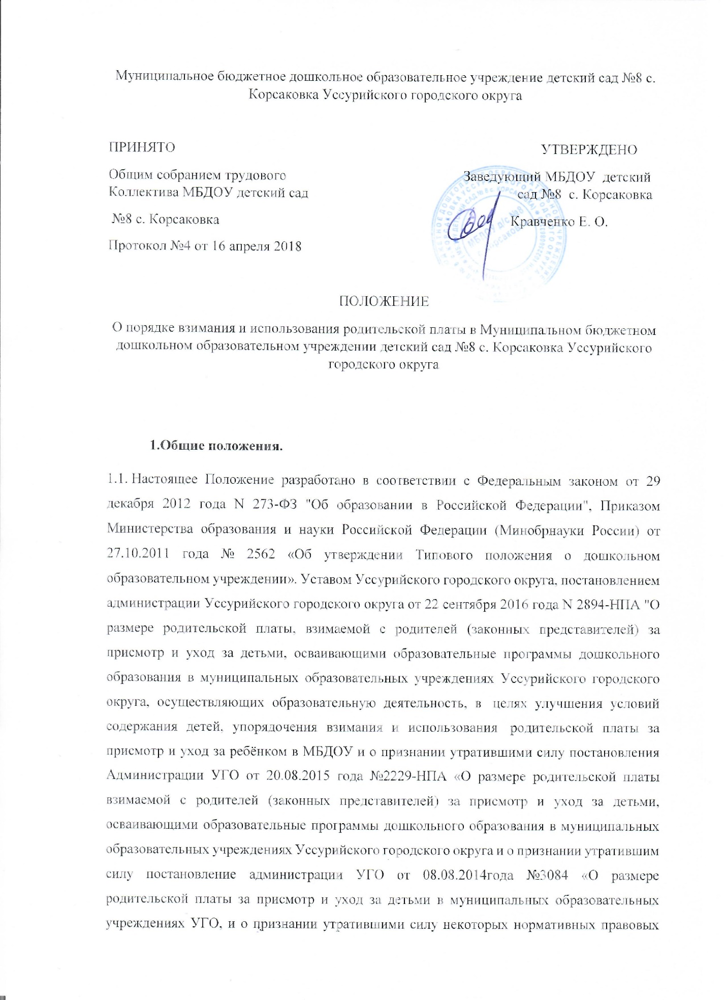 Муниципальное бюджетное дошкольное образовательное учреждение детский сад №8 с.
Корсаковка Уссурийского городского округа
ПРИНЯТО
Общим собранием трудового
Коллектива МБДОУ детский сад
№8 с. Корсаковка
Протокол №4 от 16 апреля 2018
УТВЕРЖДЕНО
Заведующий МБДОУ детский
сад №8 с. Корсаковка
Кравченко Е. О.
ПОЛОЖЕНИЕ
О порядке взимания и использования родительской платы в Муниципальном бюджетном
дошкольном образовательном учреждении детский сад №8 с. Корсаковка Уссурийского
городского округа
1.Общие положения.
1.1. Настоящее Положение разработано в соответствии с Федеральным законом от 29
декабря 2012 года N 273-ФЗ "Об образовании в Российской Федерации", Приказом
Министерства образования и науки Российской Федерации (Минобрнауки России) от
27.10.2011 года № 2562 «Об утверждении Типового положения о дошкольном
образовательном учреждении». Уставом Уссурийского городского округа, постановлением
администрации Уссурийского городского округа от 22 сентября 2016 года N 2894-НПА "О
размере родительской платы, взимаемой с родителей (законных представителей) за
присмотр и уход за детьми, осваивающими образовательные программы дошкольного
образования в муниципальных образовательных учреждениях Уссурийского городского
округа, осуществляющих образовательную деятельность, в целях улучшения условий
содержания детей, упорядочения взимания и использования родительской платы за
присмотр и уход за ребёнком в МБДОУ и о признании утратившими силу постановления
Администрации УГО от 20.08.2015 года №2229-НПА «О размере родительской платы
взимаемой с родителей (законных представителей) за присмотр и уход за детьми,
осваивающими образовательные программы дошкольного образования в муниципальных
образовательных учреждениях Уссурийского городского округа и о признании утратившим
силу постановление администрации УГО от 08.08.2014года №3084 «О размере
родительской платы за присмотр и уход за детьми в муниципальных образовательных
учреждениях УГО, и о признании утратившими силу некоторых нормативных правовых